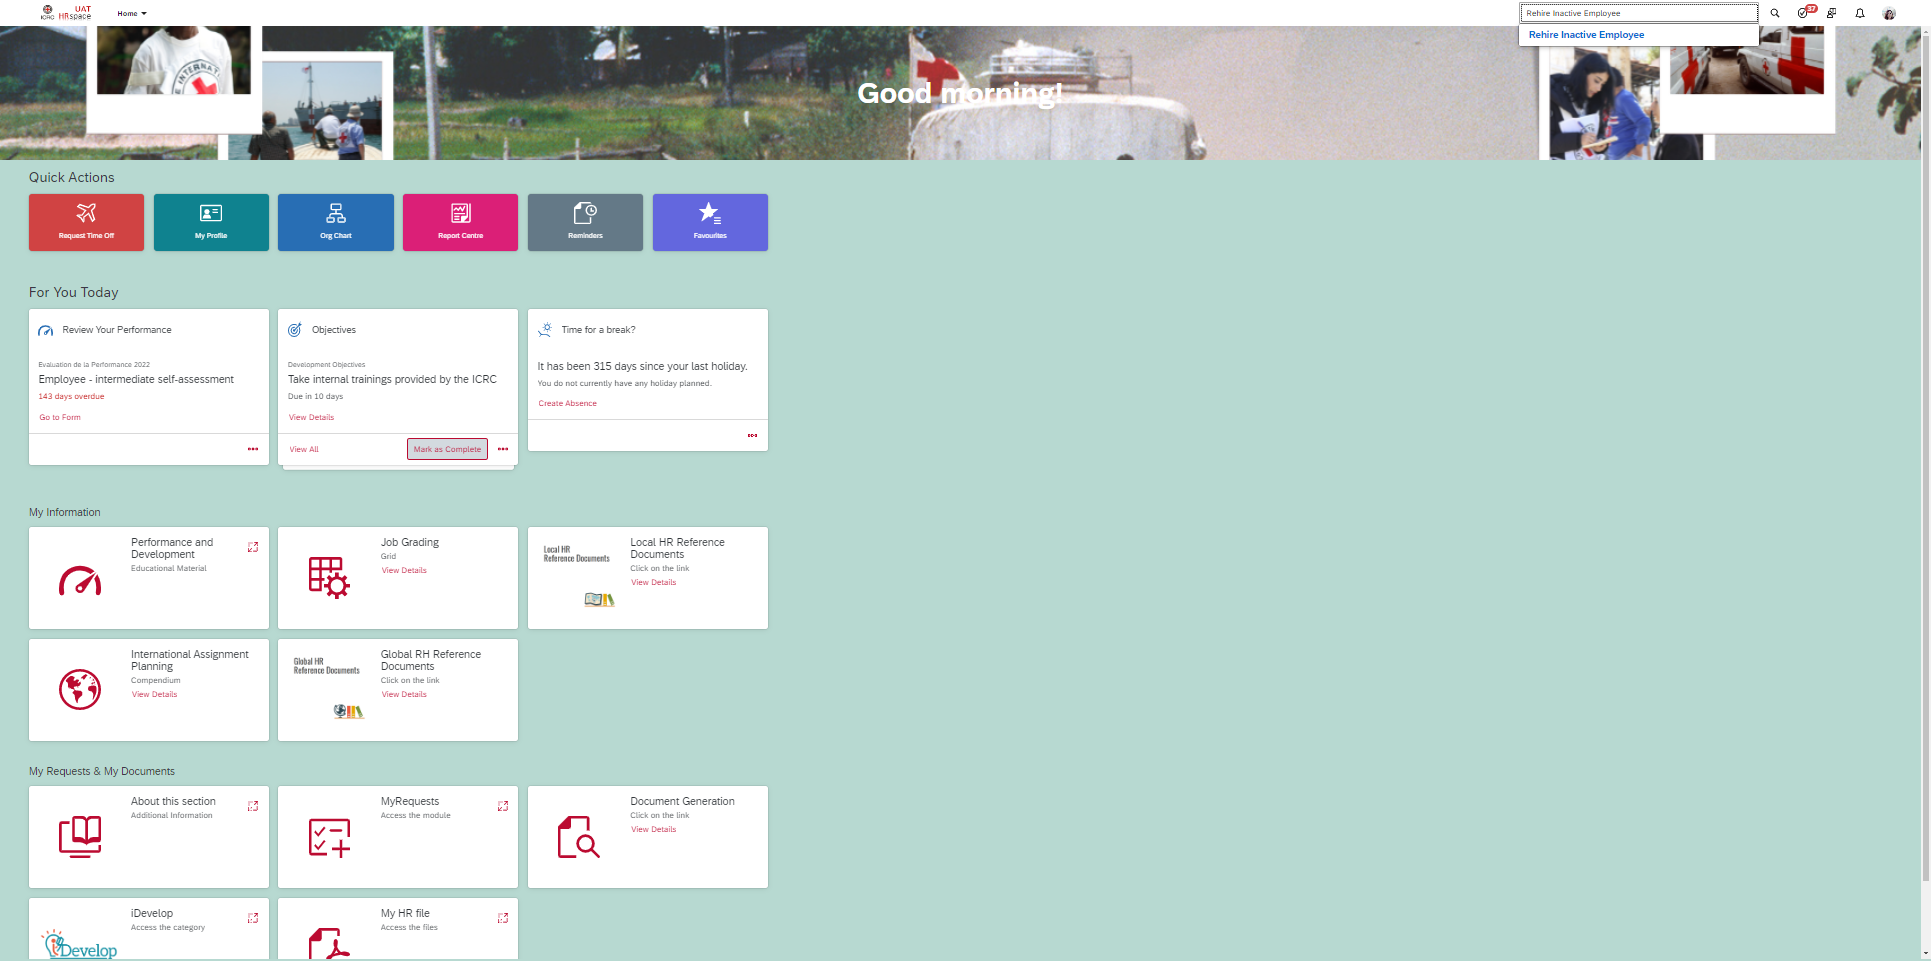 ICRC
UAT
HRspace
Home
Rehire Inactive Employee
37
Rehire Inactive Employee
INTERNAT
Good morning!
Quick Actions
Request Time Off
My Profile
Org Chart
Report Centre
Reminders
Favourites
For You Today
Review Your Performance
Evaluation de la Performance 2022
Employee - intermediate self-assessment
143 days overdue
Go to Form
Objectives
Development Objectives
Take internal trainings provided by the ICRC
Due in 10 days
View Details
View All
Mark as Complete
Time for a break?
It has been 315 days since your last holiday.
You do not currently have any holiday planned.
Create Absence
My Information
Performance and
Development
Educational Material
Job Grading
Grid
View Details
Local HR
Reference Documents
Local HR Reference
Documents
Click on the link
View Details
International Assignment
Planning
Compendium
View Details
Global HR
Reference Documents
Global RH Reference
Documents
Click on the link
View Details
My Requests & My Documents
About this section
Additional Information
MyRequests
Access the module
Document Generation
Click on the link
View Details
iDevelop
Access the category
iDevelop
My HR file
Access the files